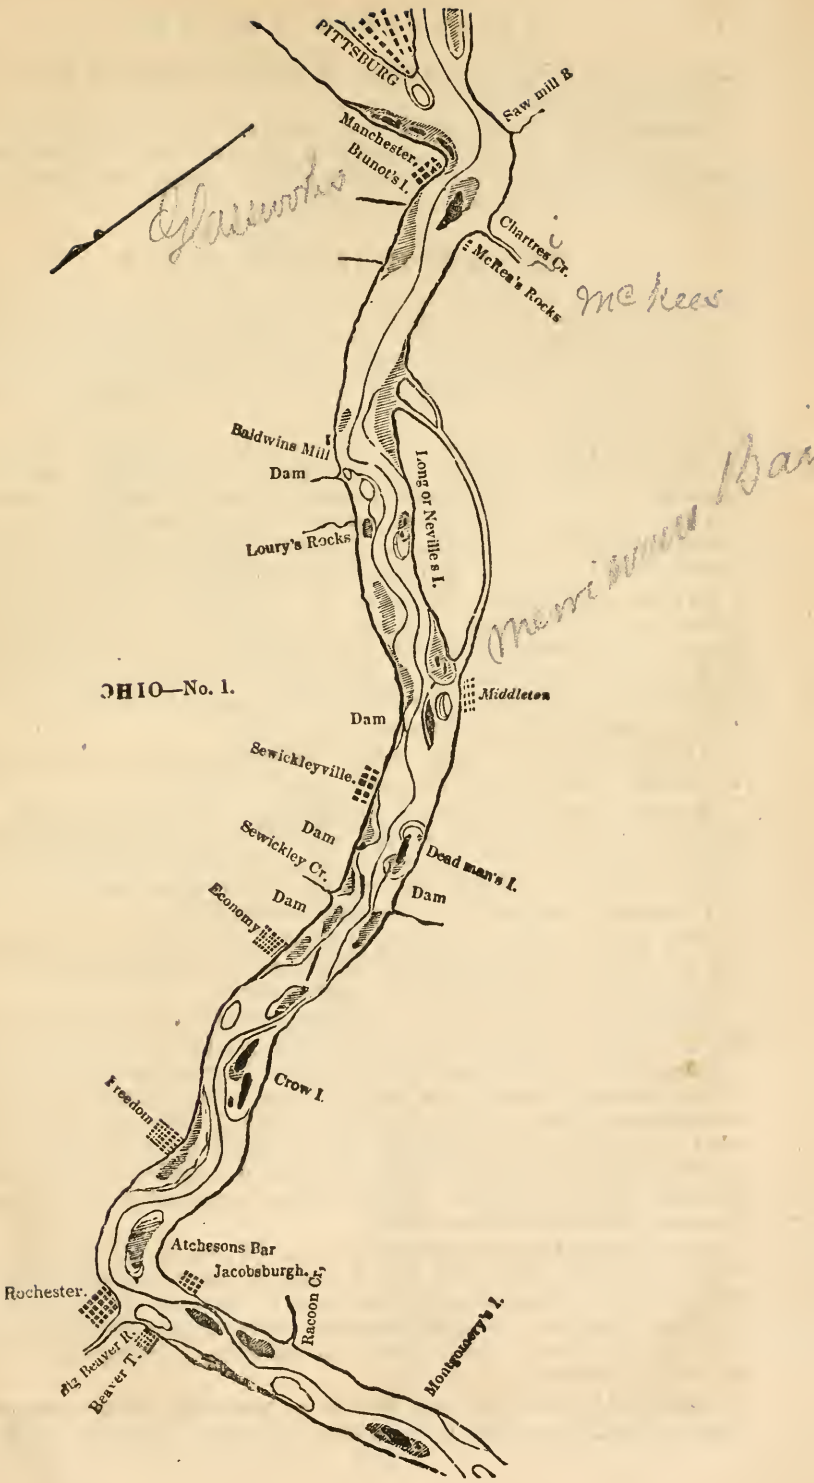 PITTSBURG
Saw mill R
Manchester.
Brunot's I.
Glassworks
Chartres Cr.
i
McRea's Rocks
McKees
Baldwins Mill
Dam
Long or Neville's I.
Loury's Rocks
OHIO—No. 1.
Middleton
Dam
Sewickleyville.
Dam
Sewickley Cr.
Dead man's I.
Dam
Dam
Economy
Crow I.
Freedom
Atchesons Bar
Jacobsburgh.
Racoon Cr,
Rochester.
Big Beaver R.
Beaver T.
Montgomery's I.
2